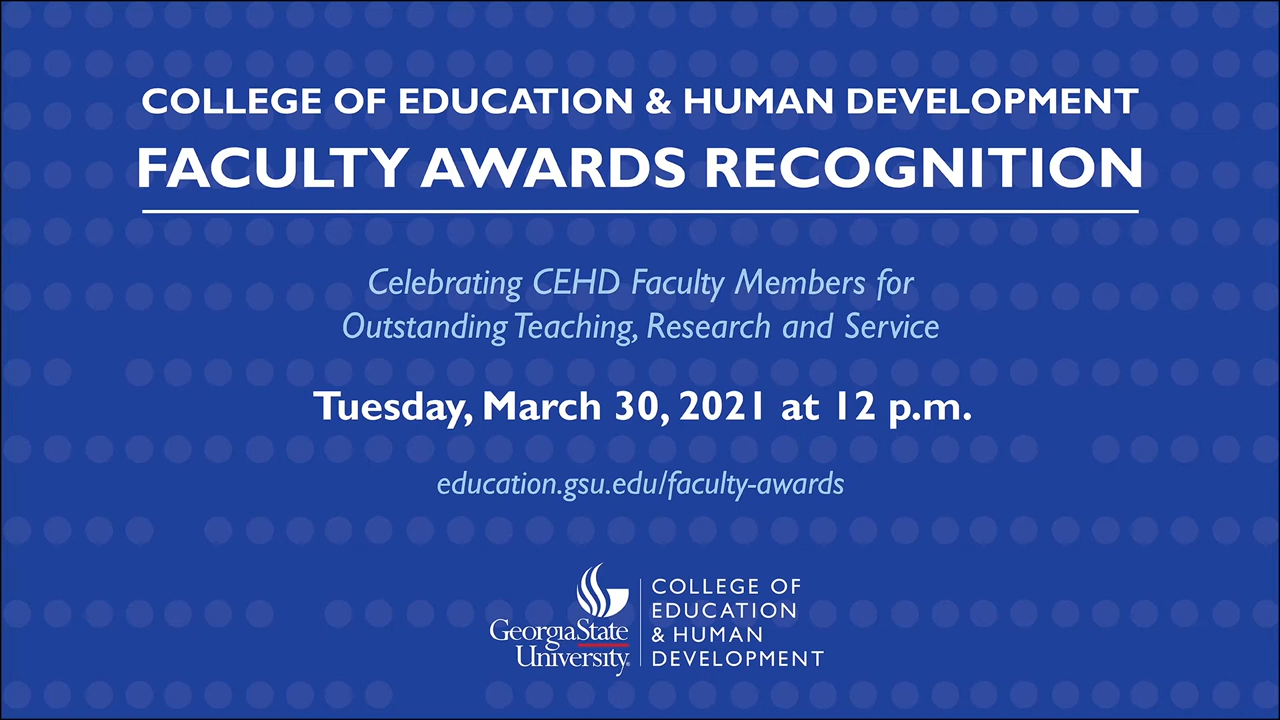 COLLEGE OF EDUCATION & HUMAN DEVELOPMENT
FACULTY AWARDS RECOGNITION
Celebrating CEHD Faculty Members for
Outstanding Teaching, Research and Service
Tuesday, March 30, 2021 at 12 p.m.
education.gsu.edu/faculty-awards
GeorgiaState
University®
COLLEGE OF
EDUCATION
& HUMAN
DEVELOPMENT